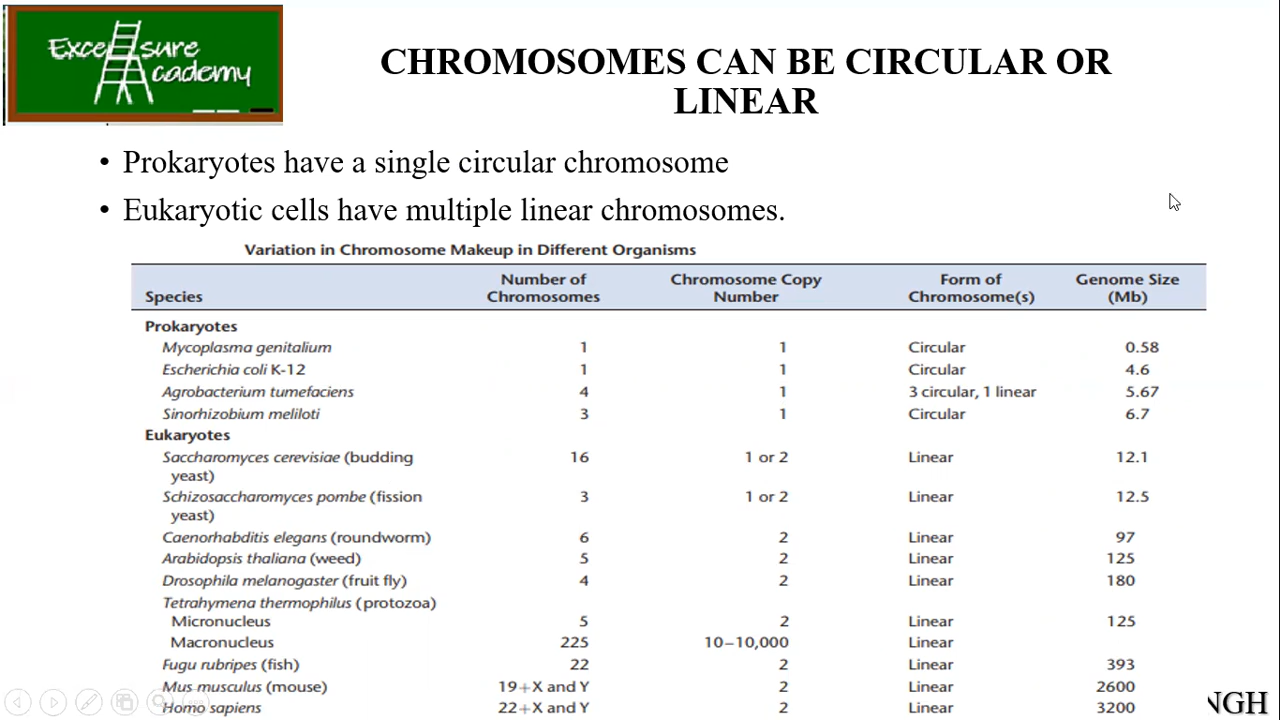 Excelsure
Academy
CHROMOSOMES CAN BE CIRCULAR OR
LINEAR
• Prokaryotes have a single circular chromosome
• Eukaryotic cells have multiple linear chromosomes.
Variation in Chromosome Makeup in Different Organisms
Species Number of Chromosomes Chromosome Copy Number Form of Chromosome(s) Genome Size (Mb)
Prokaryotes
Mycoplasma genitalium 1 1 Circular 0.58
Escherichia coli K-12 1 1 Circular 4.6
Agrobacterium tumefaciens 4 1 3 circular, 1 linear 5.67
Sinorhizobium meliloti 3 1 Circular 6.7
Eukaryotes
Saccharomyces cerevisiae (budding 16 1 or 2 Linear 12.1
yeast)
Schizosaccharomyces pombe (fission 3 1 or 2 Linear 12.5
yeast)
Caenorhabditis elegans (roundworm) 6 2 Linear 97
Arabidopsis thaliana (weed) 5 2 Linear 125
Drosophila melanogaster (fruit fly) 4 2 Linear 180
Tetrahymena thermophilus (protozoa)
Micronucleus 5 2 Linear 125
Macronucleus 225 10–10,000 Linear
Fugu rubripes (fish) 22 2 Linear 393
Mus musculus (mouse) 19+X and Y 2 Linear 2600
Homo sapiens 22+X and Y 2 Linear 3200
NGH